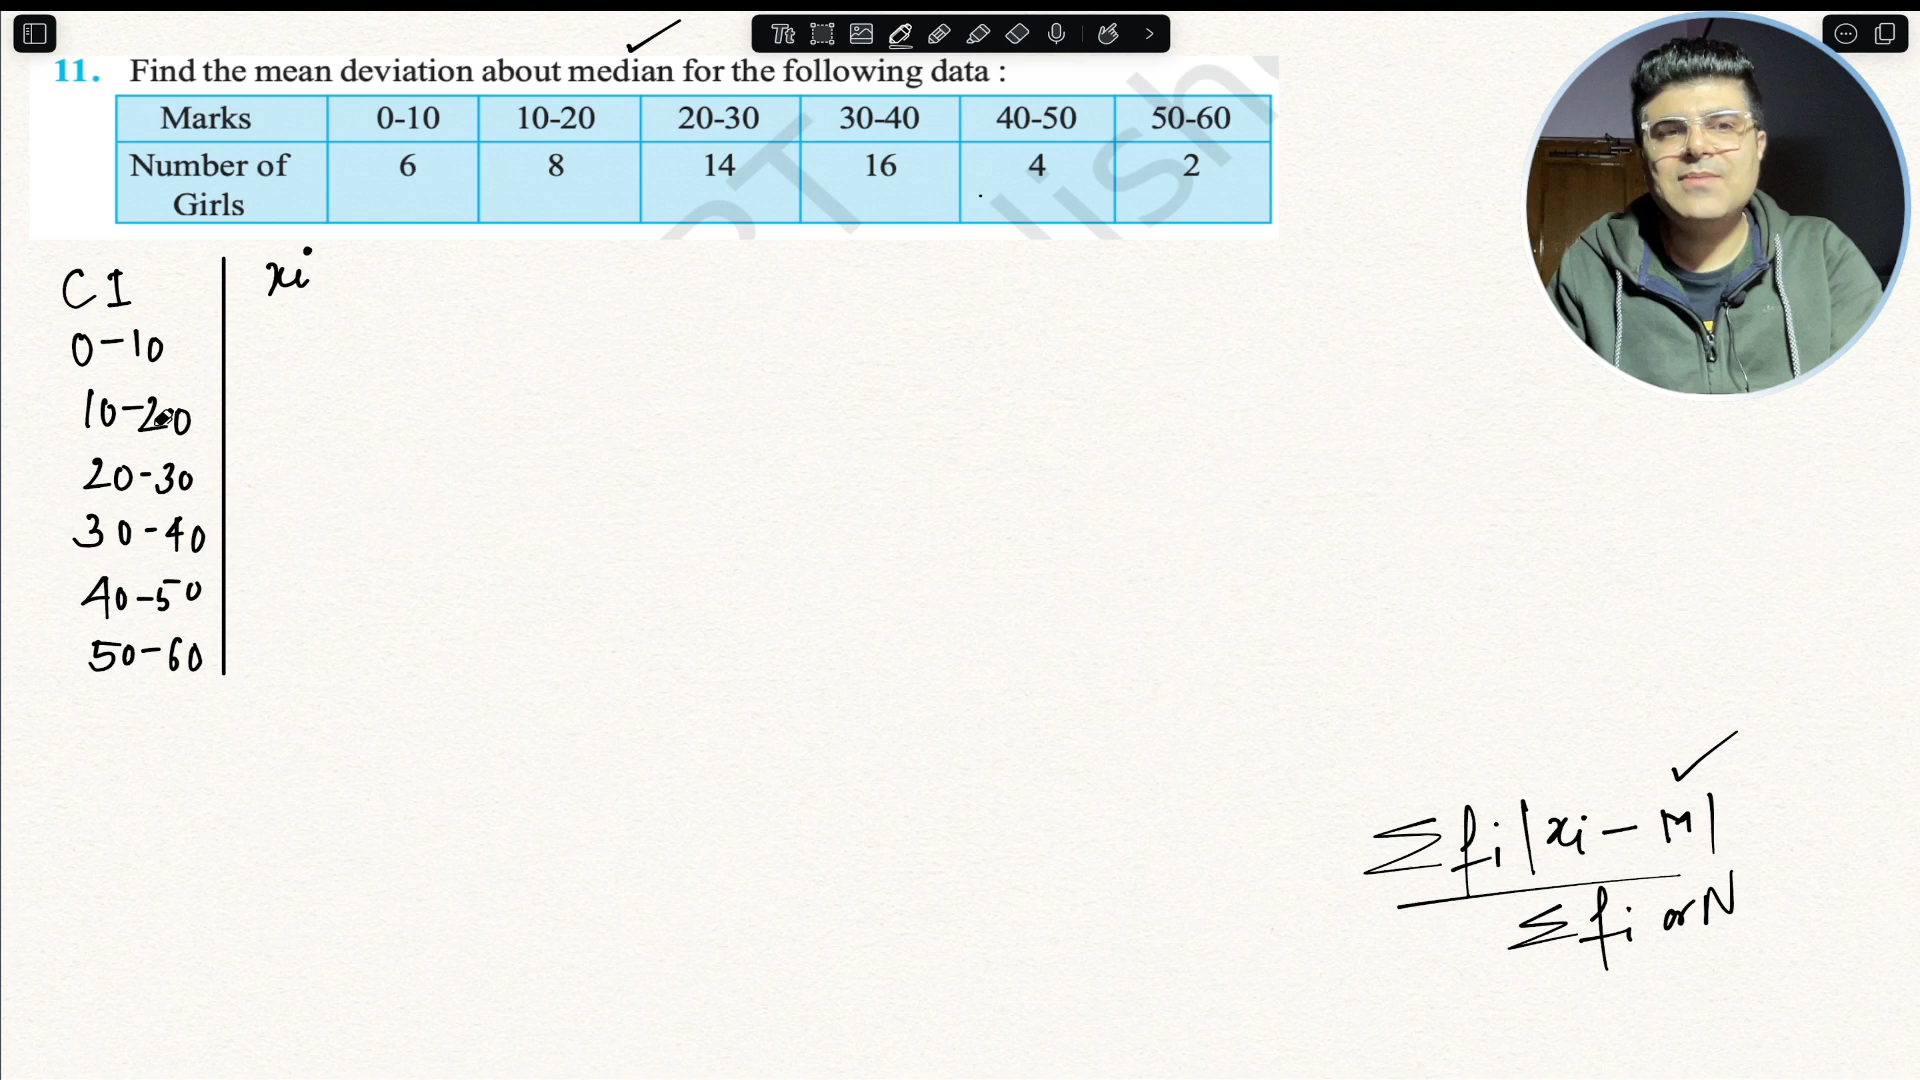 Tt
11. Find the mean deviation about median for the following data :
Marks 0-10 10-20 20-30 30-40 40-50 50-60
Number of Girls 6 8 14 16 4 2
CI xi
0-10
10-20
20-30
30-40
40-50
50-60
Σfi|xi - M|
Σfi or N